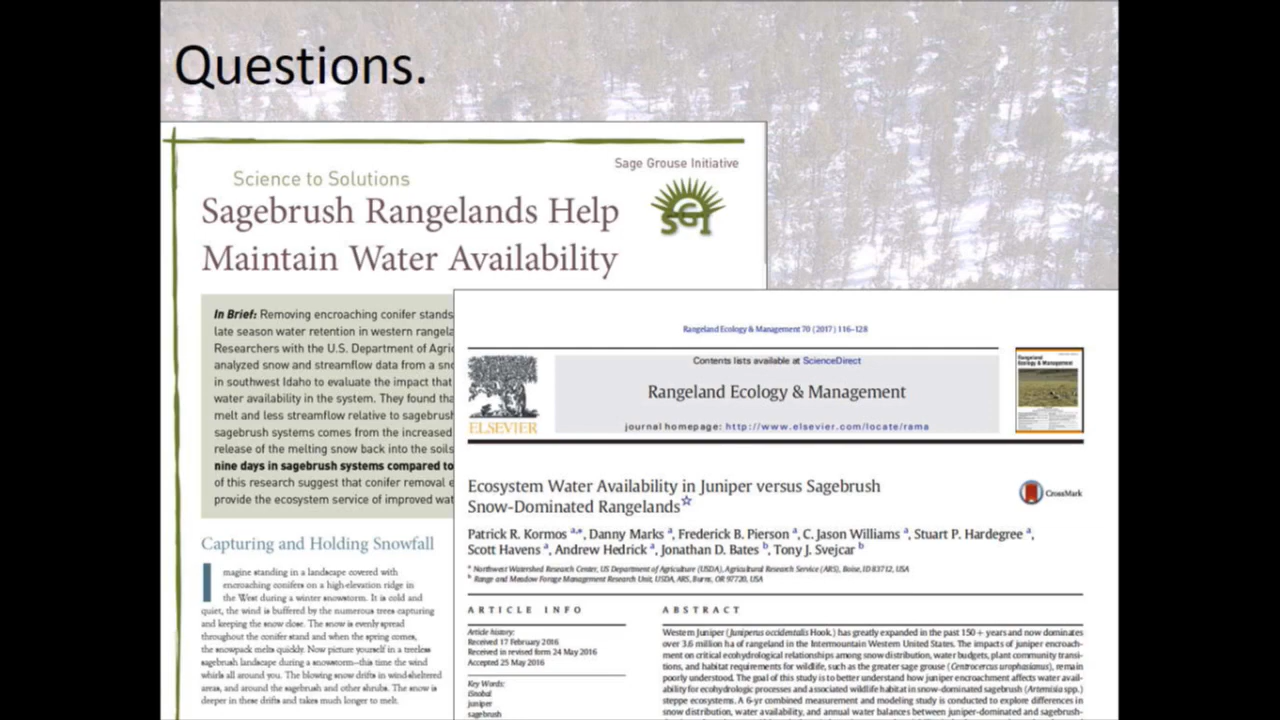 Questions.
Sage Grouse Initiative
SGI
Science to Solutions
Sagebrush Rangelands Help
Maintain Water Availability
In Brief: Removing encroaching conifer stands
late season water retention in western rangela
Researchers with the U.S. Department of Agric
analyzed snow and streamflow data from a sno
in southwest Idaho to evaluate the impact that
water availability in the system. They found tha
melt and less streamflow relative to sagebrush
sagebrush systems comes from the increased
release of the melting snow back into the soils
nine days in sagebrush systems compared to
of this research suggest that conifer removal e
provide the ecosystem service of improved wat
Capturing and Holding Snowfall
Imagine standing in a landscape covered with
encroaching conifers on a high-elevation ridge in
the West during a winter snowstorm. It is cold and
quiet, the wind is buffered by the numerous trees capturing
and keeping the snow close. The snow is evenly spread
throughout the conifer stand and when the spring comes,
the snowpack melts quickly. Now picture yourself in a treeless
sagebrush landscape during a snowstorm–this time the wind
whirls all around you. The blowing snow drifts in wind-sheltered
areas, and around the sagebrush and other shrubs. The snow is
deeper in these drifts and takes much longer to melt.
Rangeland Ecology & Management 70 (2017) 116–128
Contents lists available at ScienceDirect
Rangeland Ecology & Management
journal homepage: http://www.elsevier.com/locate/rama
ELSEVIER
Rangeland
Ecology & Management
Ecosystem Water Availability in Juniper versus Sagebrush
Snow-Dominated Rangelands☆
CrossMark
Patrick R. Kormos a,*, Danny Marks a, Frederick B. Pierson a, C. Jason Williams a, Stuart P. Hardegree a,
Scott Havens a, Andrew Hedrick a, Jonathan D. Bates b, Tony J. Svejcar b
a Northwest Watershed Research Center, US Department of Agriculture (USDA), Agricultural Research Service (ARS), Boise, ID 83712, USA
b Range and Meadow Forage Management Research Unit, USDA, ARS, Burns, OR 97720, USA
ARTICLE INFO
Article history:
Received 17 February 2016
Received in revised form 24 May 2016
Accepted 25 May 2016
Key Words:
iSnobal
juniper
sagebrush
ABSTRACT
Western Juniper (Juniperus occidentalis Hook.) has greatly expanded in the past 150+ years and now dominates
over 3.6 million ha of rangeland in the Intermountain Western United States. The impacts of juniper encroach-
ment on critical ecohydrological relationships among snow distribution, water budgets, plant community transi-
tions, and habitat requirements for wildlife, such as the greater sage grouse (Centrocercus urophasianus), remain
poorly understood. The goal of this study is to better understand how juniper encroachment affects water avail-
ability for ecohydrologic processes and associated wildlife habitat in snow-dominated sagebrush (Artemisia spp.)
steppe ecosystems. A 6-yr combined measurement and modeling study is conducted to explore differences in
snow distribution, water availability, and annual water balances between juniper-dominated and sagebrush-